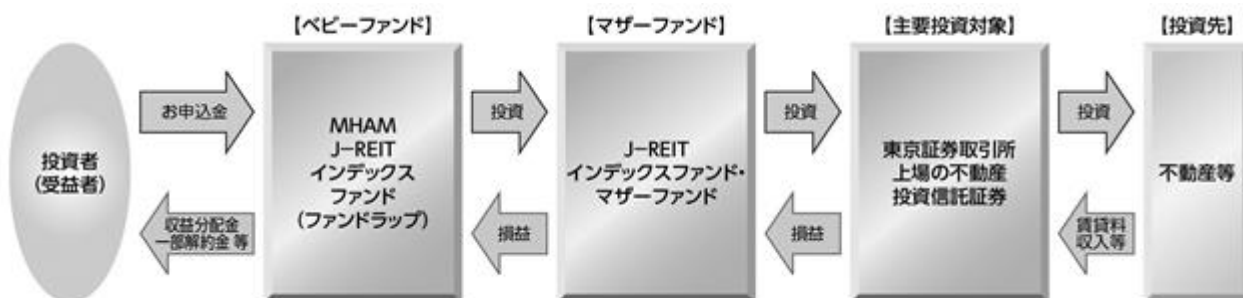 【ベビーファンド】
【マザーファンド】
【主要投資対象】
【投資先】
投資者
(受益者)
お申込金
収益分配金
一部解約金 等
MHAM
J-REIT
インデックス
ファンド
(ファンドラップ)
投資
損益
J-REIT
インデックスファンド・
マザーファンド
投資
損益
東京証券取引所
上場の不動産
投資信託証券
投資
賃貸料
収入等
不動産等